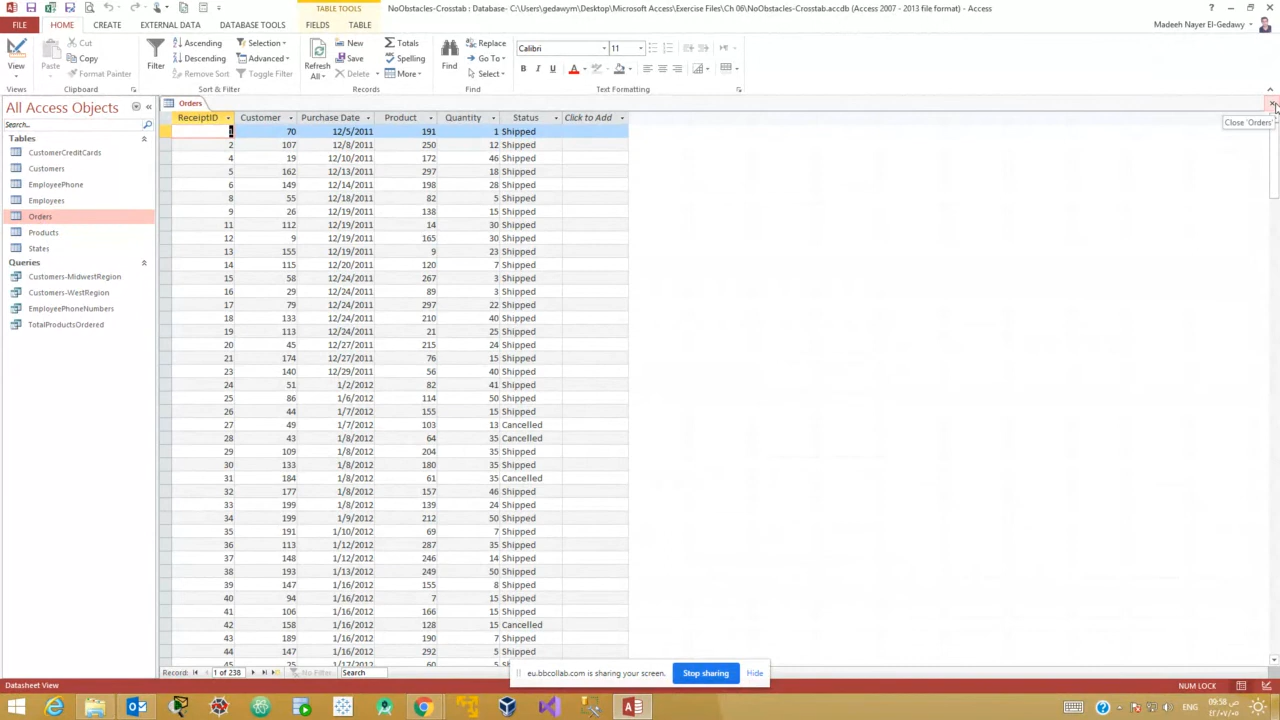 NoObstacles-Crosstab : Database- C:\Users\gedawym\Desktop\Microsoft Access\Exercise Files\Ch 06\NoObstacles-Crosstab.accdb (Access 2007 - 2013 file format) - Access
TABLE TOOLS
FILE HOME CREATE EXTERNAL DATA DATABASE TOOLS FIELDS TABLE
Madeeh Nayer El-Gedawy
View
Paste
Cut
Copy
Format Painter
Clipboard
Filter
Ascending
Descending
Remove Sort
Selection
Advanced
Toggle Filter
Sort & Filter
Refresh All
New
Save
Delete
Totals
Spelling
More
Records
Find
Replace
Go To
Select
Find
Calibri 11
B I U
Text Formatting
All Access Objects
Search...
Tables
CustomerCreditCards
Customers
EmployeePhone
Employees
Orders
Products
States
Queries
Customers-MidwestRegion
Customers-WestRegion
EmployeePhoneNumbers
TotalProductsOrdered
Orders
Close 'Orders'
ReceiptID Customer Purchase Date Product Quantity Status Click to Add
1 70 12/5/2011 191 1 Shipped
2 107 12/8/2011 250 12 Shipped
4 19 12/10/2011 172 46 Shipped
5 162 12/13/2011 297 18 Shipped
6 149 12/14/2011 198 28 Shipped
8 55 12/18/2011 82 5 Shipped
9 26 12/19/2011 138 15 Shipped
11 112 12/19/2011 14 30 Shipped
12 9 12/19/2011 165 30 Shipped
13 155 12/19/2011 9 23 Shipped
14 115 12/20/2011 120 7 Shipped
15 58 12/24/2011 267 3 Shipped
16 29 12/24/2011 89 3 Shipped
17 79 12/24/2011 297 22 Shipped
18 133 12/24/2011 210 40 Shipped
19 113 12/24/2011 21 25 Shipped
20 45 12/27/2011 215 24 Shipped
21 174 12/27/2011 76 15 Shipped
23 140 12/29/2011 56 40 Shipped
24 51 1/2/2012 82 41 Shipped
25 86 1/6/2012 114 50 Shipped
26 44 1/7/2012 155 15 Shipped
27 49 1/7/2012 103 13 Cancelled
28 43 1/8/2012 64 35 Cancelled
29 109 1/8/2012 204 35 Shipped
30 133 1/8/2012 180 35 Shipped
31 184 1/8/2012 61 35 Cancelled
32 177 1/8/2012 157 46 Shipped
33 199 1/8/2012 139 24 Shipped
34 199 1/9/2012 212 50 Shipped
35 191 1/10/2012 69 7 Shipped
36 113 1/12/2012 287 35 Shipped
37 148 1/12/2012 246 14 Shipped
38 193 1/13/2012 249 50 Shipped
39 147 1/16/2012 155 8 Shipped
40 94 1/16/2012 7 15 Shipped
41 106 1/16/2012 166 15 Shipped
42 158 1/16/2012 128 15 Cancelled
43 189 1/16/2012 190 7 Shipped
44 147 1/16/2012 292 5 Shipped
45 25 1/17/2012 60 5
Record: 1 of 238 No Filter Search
eu.bbcollab.com is sharing your screen. Stop sharing Hide
Datasheet View
NUM LOCK
ENG
09:58 ص